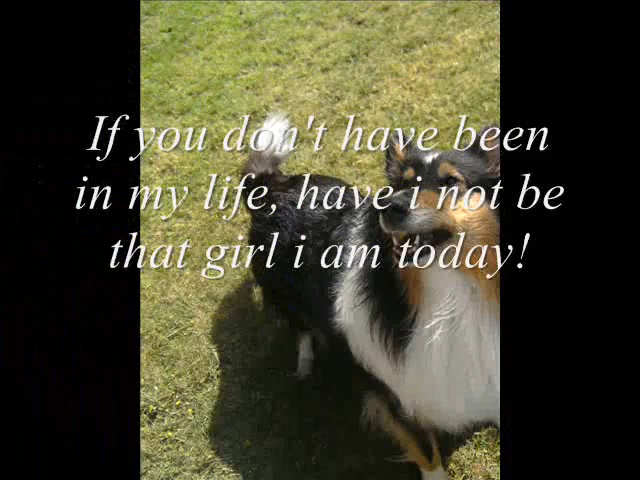 If you don't have been
in my life, have i not be
that girl i am today!